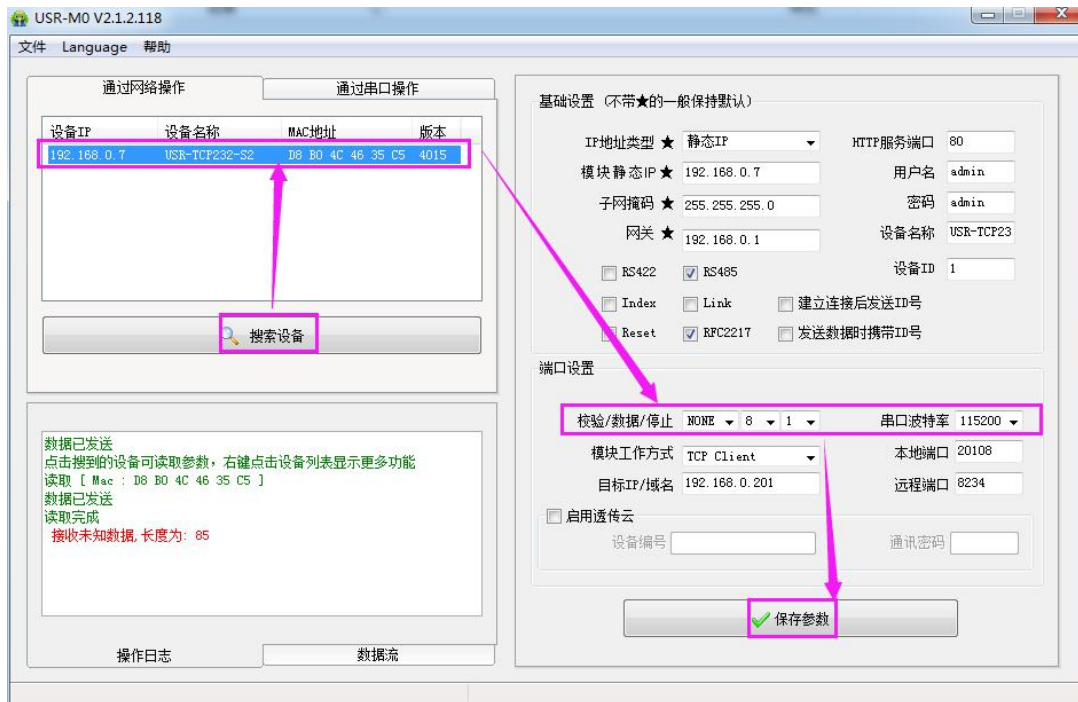 USR-M0 V2.1.2.118
文件 Language 帮助
通过网络操作 通过串口操作
设备IP 设备名称 MAC地址 版本
192.168.0.7 USR-TCP232-S2 D8 B0 4C 46 35 C5 4015
搜索设备
数据已发送
点击搜到的设备可读取参数，右键点击设备列表显示更多功能
读取 [ Mac : D8 B0 4C 46 35 C5 ]
数据已发送
读取完成
接收未知数据,长度为: 85
操作日志 数据流
基础设置（不带★的一般保持默认）
IP地址类型 ★ 静态IP HTTP服务端口 80
模块静态IP ★ 192.168.0.7 用户名 admin
子网掩码 ★ 255.255.255.0 密码 admin
网关 ★ 192.168.0.1 设备名称 USR-TCP23
RS422 RS485 设备ID 1
Index Link 建立连接后发送ID号
Reset RFC2217 发送数据时携带ID号
端口设置
校验/数据/停止 NONE 8 1 串口波特率 115200
模块工作方式 TCP Client 本地端口 20108
目标IP/域名 192.168.0.201 远程端口 8234
启用透传云
设备编号 通讯密码
保存参数